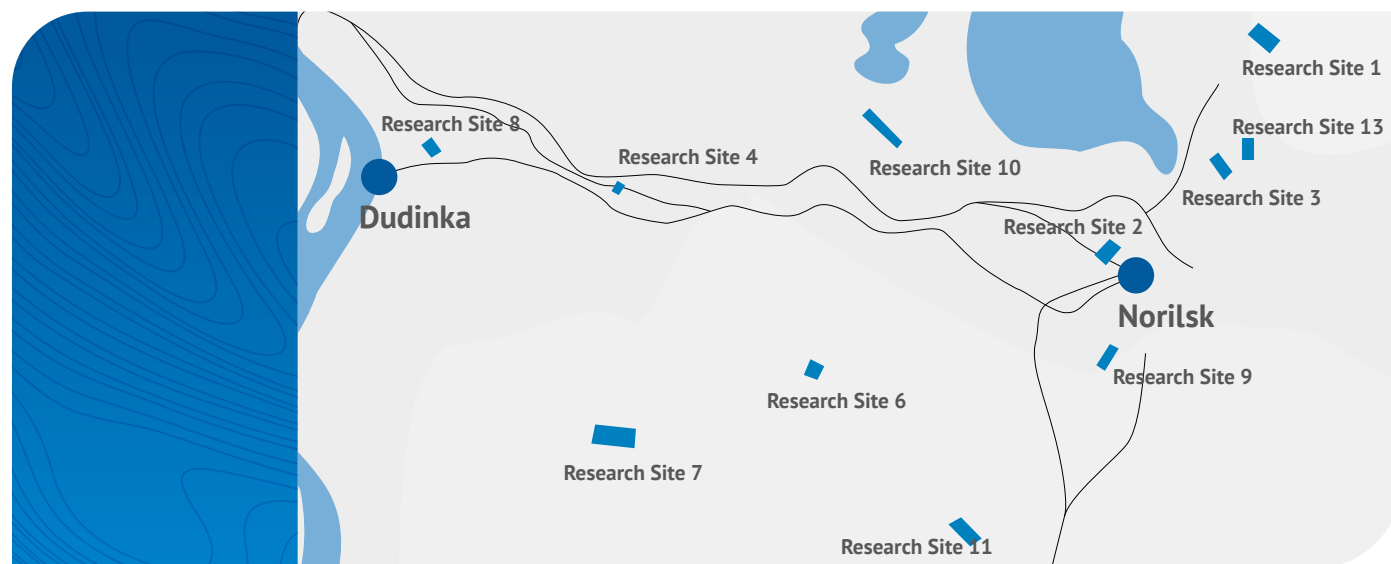 Research Site 1
Research Site 8
Research Site 13
Research Site 4
Research Site 10
Research Site 3
Dudinka
Research Site 2
Norilsk
Research Site 9
Research Site 6
Research Site 7
Research Site 11